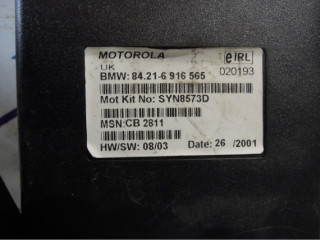 MOTOROLA
UK
BMW: 84.21-6 916 565
e IRL
020193
Mot Kit No: SYN8573D
MSN:CB 2811
HW/SW: 08/03 Date: 26 /2001